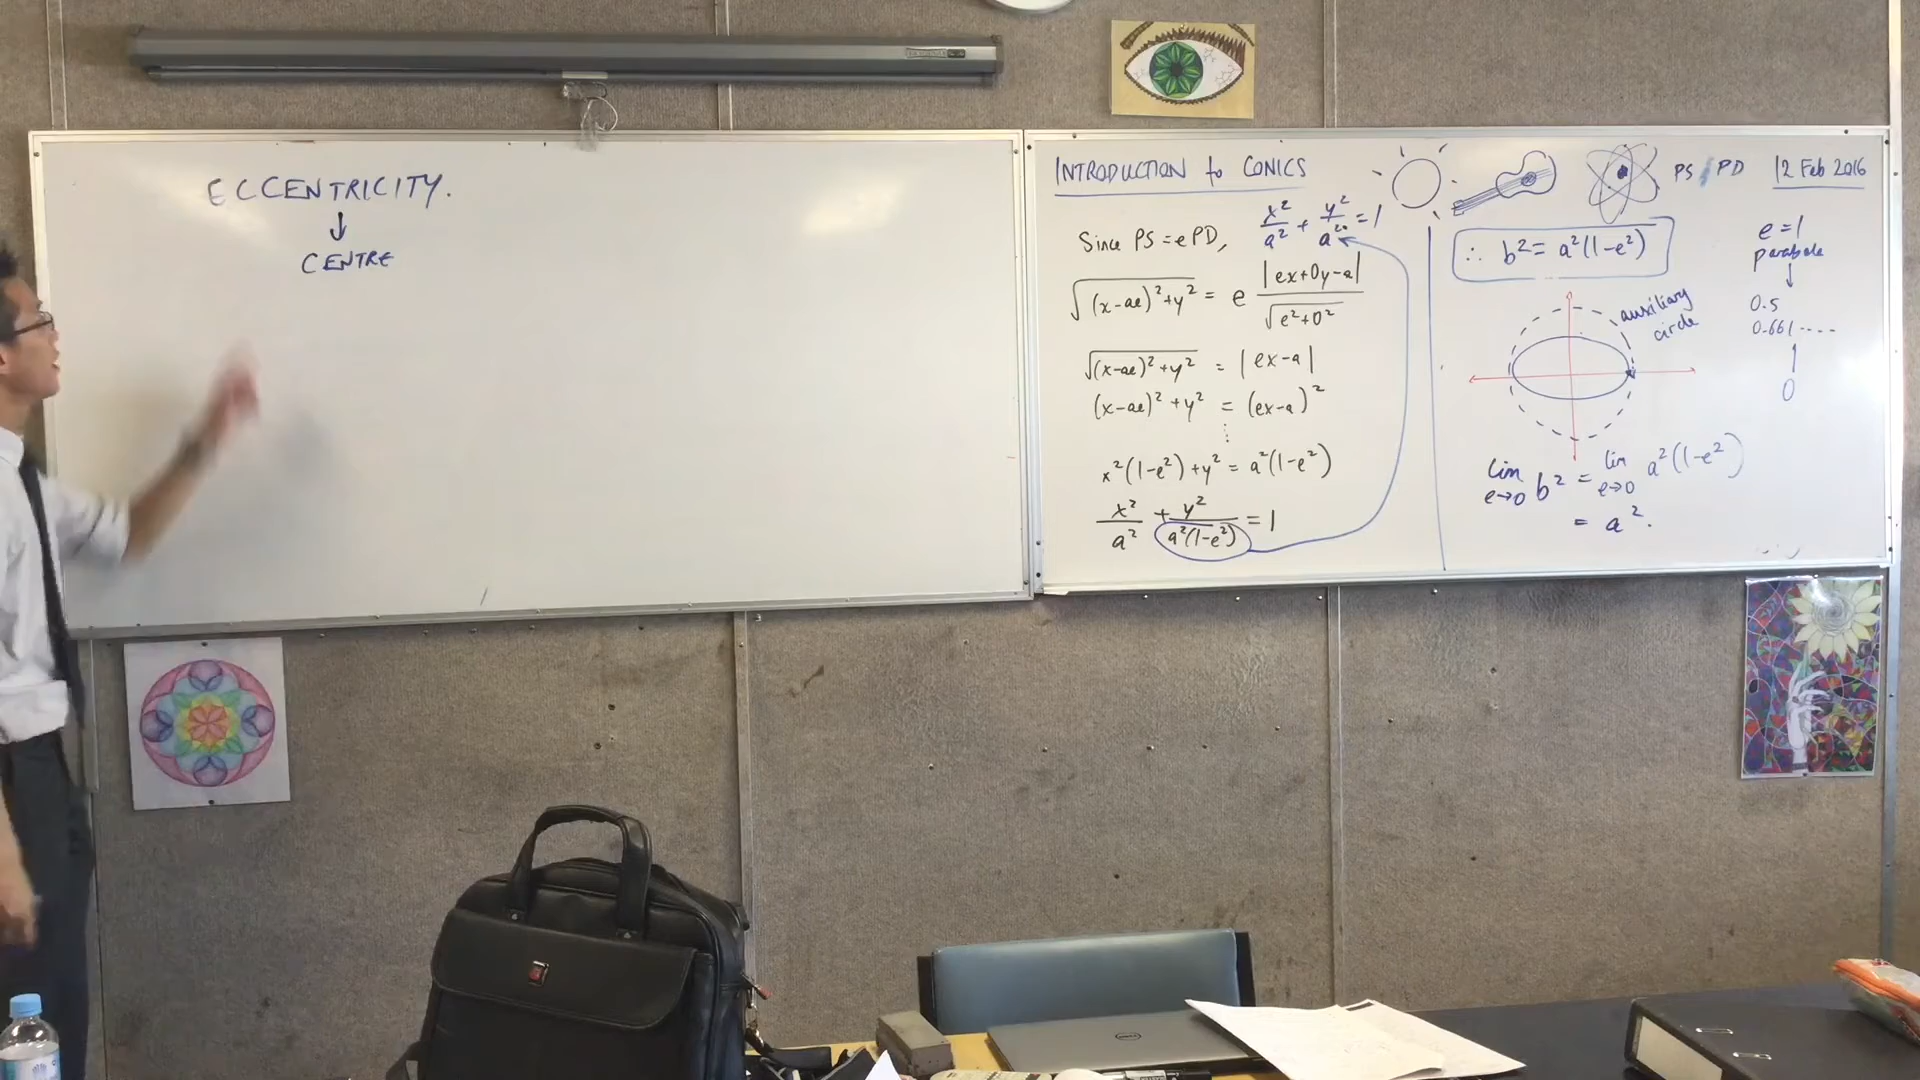 ECCENTRICITY.
↓
CENTRE
INTRODUCTION to CONICS
PS / PD
12 Feb 2016
x²/a² + y²/a²⁰ = 1
Since PS = ePD,
√(x-ae)²+y² = e |ex+0y-a| / √e²+0²
√(x-ae)²+y² = |ex-a|
(x-ae)²+y² = (ex-a)²
⋮
x²(1-e²)+y² = a²(1-e²)
x²/a² + y²/a²(1-e²) = 1
∴ b² = a²(1-e²)
auxiliary
circle
lim e→0 b² = lim e→0 a²(1-e²)
= a².
e=1
parabola
↓
0.5
0.661....
↑
0